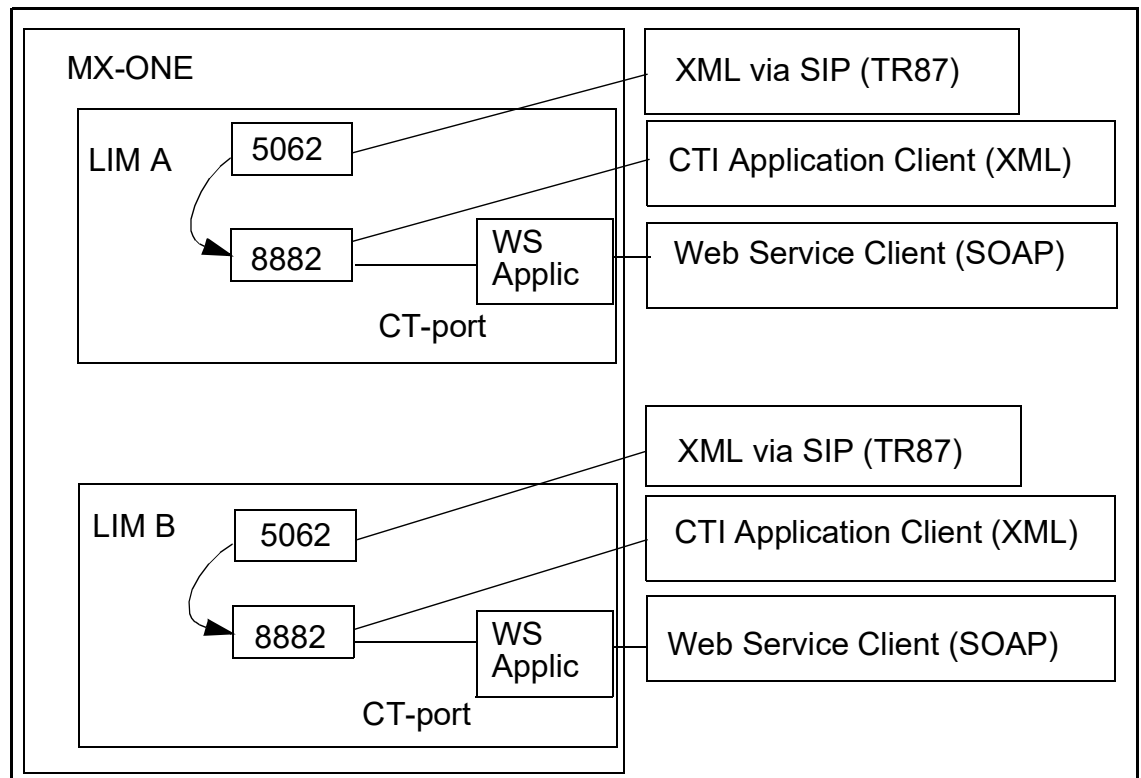 MX-ONE
XML via SIP (TR87)
LIM A
5062
CTI Application Client (XML)
8882
WS
Applic
Web Service Client (SOAP)
CT-port
XML via SIP (TR87)
LIM B
5062
CTI Application Client (XML)
8882
WS
Applic
Web Service Client (SOAP)
CT-port